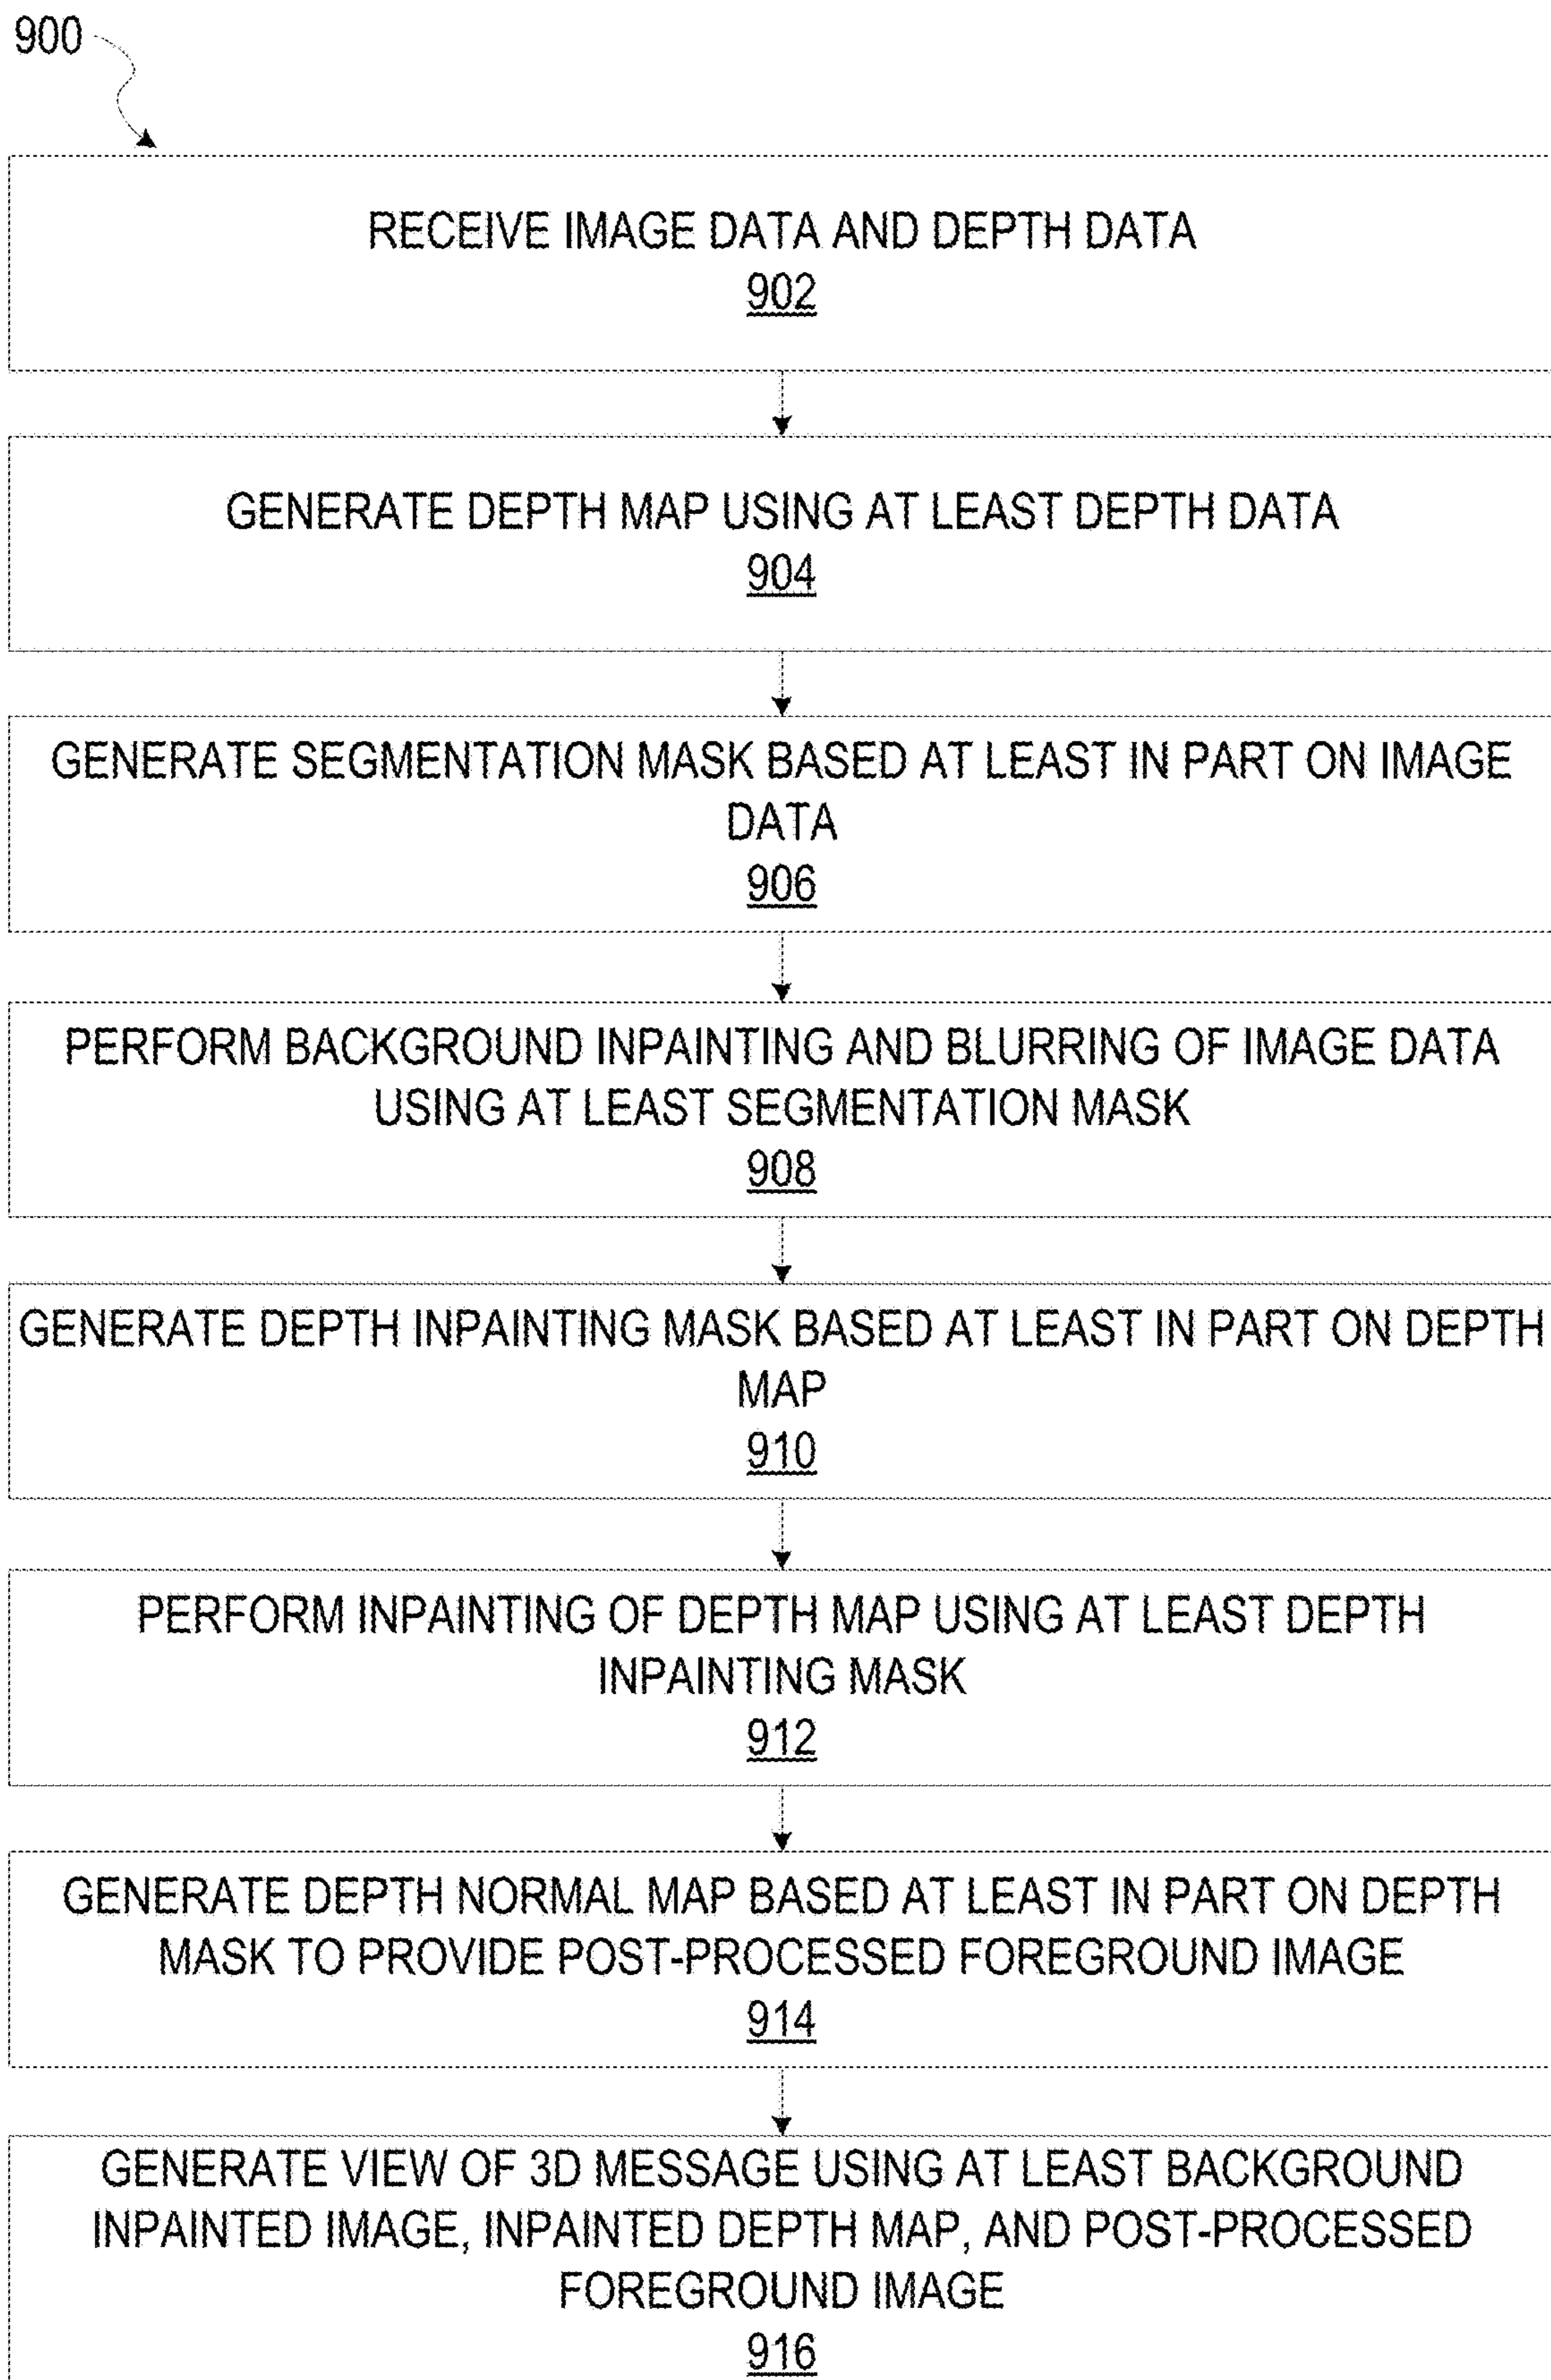 900
RECEIVE IMAGE DATA AND DEPTH DATA
902
GENERATE DEPTH MAP USING AT LEAST DEPTH DATA
904
GENERATE SEGMENTATION MASK BASED AT LEAST IN PART ON IMAGE
DATA
906
PERFORM BACKGROUND INPAINTING AND BLURRING OF IMAGE DATA
USING AT LEAST SEGMENTATION MASK
908
GENERATE DEPTH INPAINTING MASK BASED AT LEAST IN PART ON DEPTH
MAP
910
PERFORM INPAINTING OF DEPTH MAP USING AT LEAST DEPTH
INPAINTING MASK
912
GENERATE DEPTH NORMAL MAP BASED AT LEAST IN PART ON DEPTH
MASK TO PROVIDE POST-PROCESSED FOREGROUND IMAGE
914
GENERATE VIEW OF 3D MESSAGE USING AT LEAST BACKGROUND
INPAINTED IMAGE, INPAINTED DEPTH MAP, AND POST-PROCESSED
FOREGROUND IMAGE
916